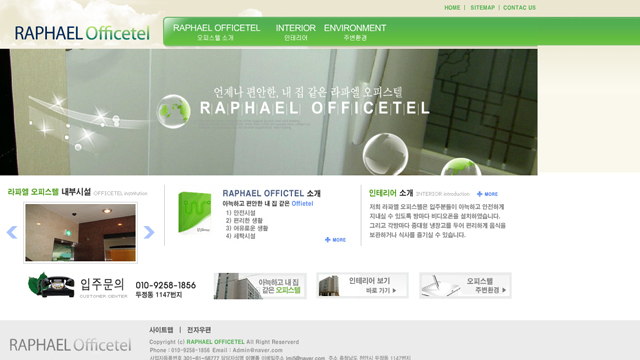 HOME | SITEMAP | CONTAC US
RAPHAEL Officetel
RAPHAEL OFFICETEL INTERIOR ENVIRONMENT
오피스텔 소개 인테리어 주변환경
언제나 편안한, 내 집 같은 라파엘 오피스텔
RAPHAEL OFFICETEL
라파엘 오피스텔 내부시설 OFFICETEL institution
RAPHAEL OFFICTEL 소개
아늑하고 편안한 내 집 같은 Offietel
1) 안전시설
2) 편리한 생활
3) 여유로운 생활
4) 세탁시설
MORE
인테리어 소개 INTERIOR introduction MORE
저희 라파엘 오피스텔은 입주분들이 아늑하고 안전하게
지내실 수 있도록 방마다 비디오폰을 설치하였습니다.
그리고 각방마다 중대형 냉장고를 두어 편리하게 음식을
보관하거나 식사를 즐기실 수 있습니다.
입주문의
CUSTOMER CENTER
010-9258-1856
두정동 1147번지
아늑하고 내 집
같은 오피스텔
인테리어 보기
바로 가기
오피스텔
주변환경
RAPHAEL Officetel
사이트맵 | 전자우편
Copyright (c) RAPHAEL OFFICETEL All Right Reserverd
Phone : 010-9258-1856 Email : Admin@naver.com